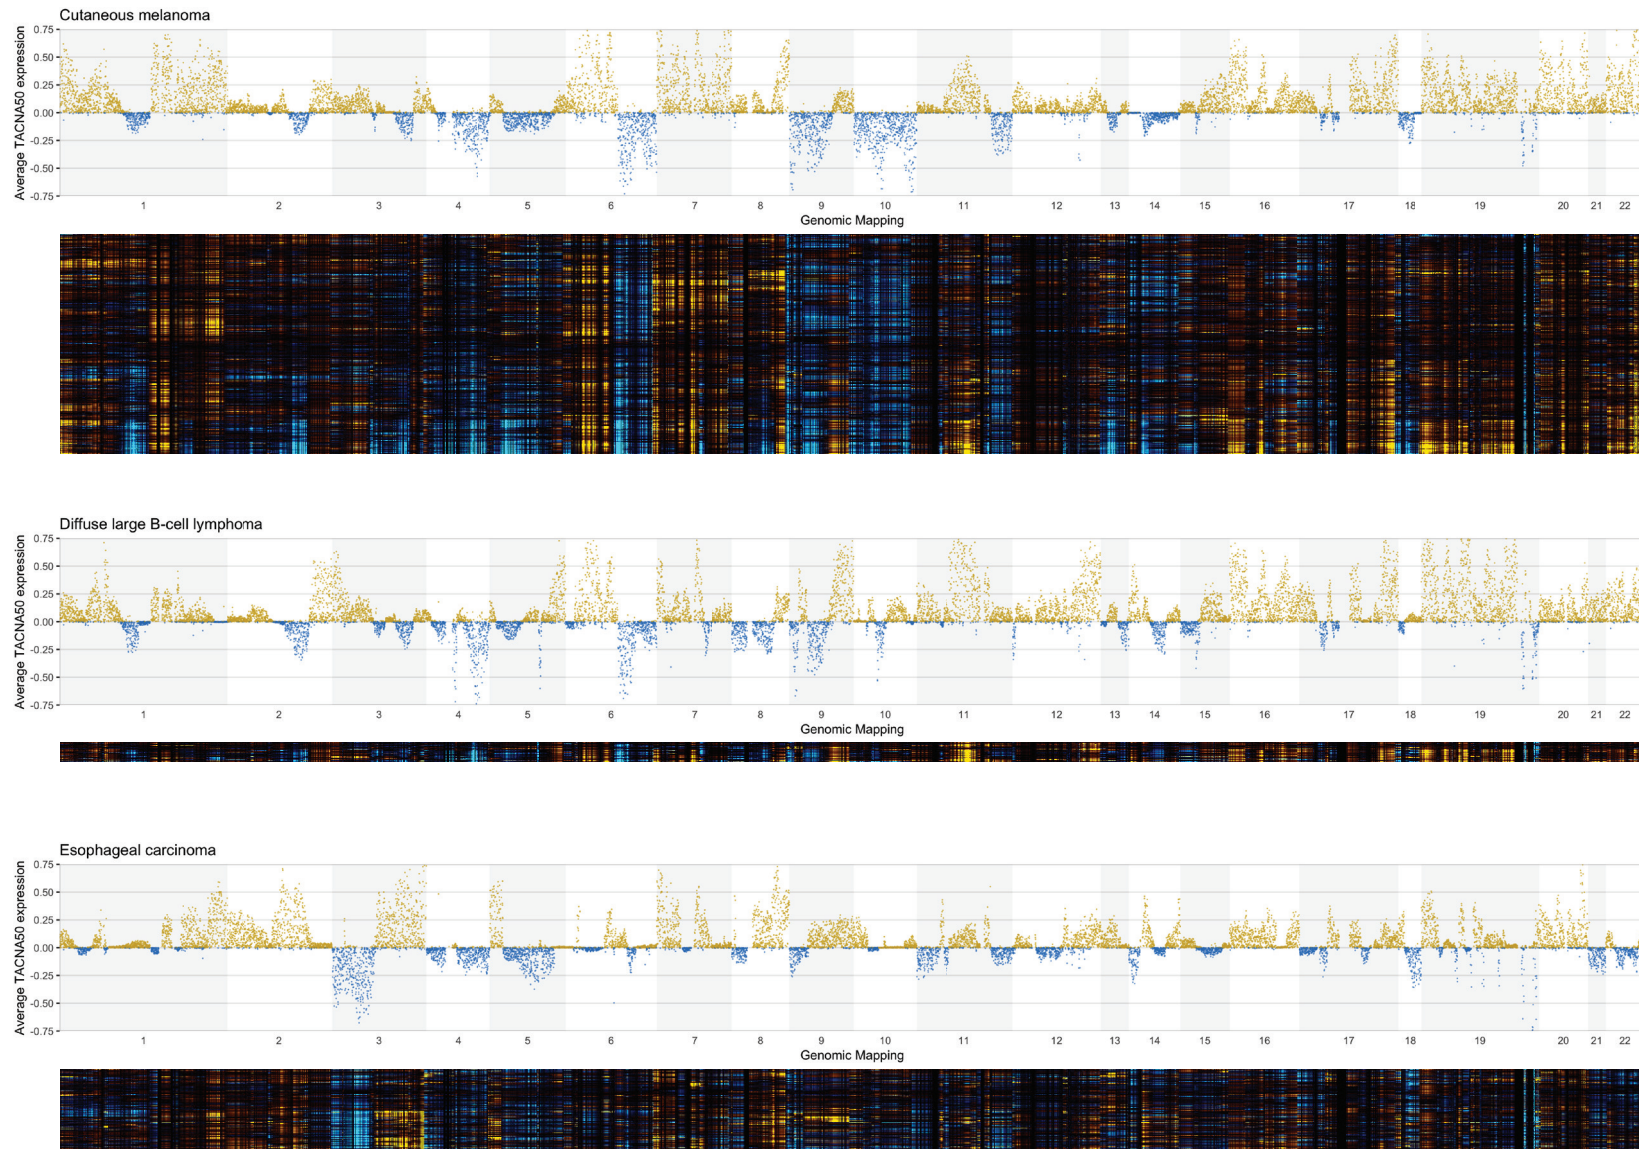 Cutaneous melanoma
Average TACNA50 expression
0.75
0.50
0.25
0.00
-0.25
-0.50
-0.75
1 2 3 4 5 6 7 8 9 10 11 12 13 14 15 16 17 18 19 20 21 22
Genomic Mapping
Diffuse large B-cell lymphoma
Average TACNA50 expression
0.75
0.50
0.25
0.00
-0.25
-0.50
-0.75
1 2 3 4 5 6 7 8 9 10 11 12 13 14 15 16 17 18 19 20 21 22
Genomic Mapping
Esophageal carcinoma
Average TACNA50 expression
0.75
0.50
0.25
0.00
-0.25
-0.50
-0.75
1 2 3 4 5 6 7 8 9 10 11 12 13 14 15 16 17 18 19 20 21 22
Genomic Mapping